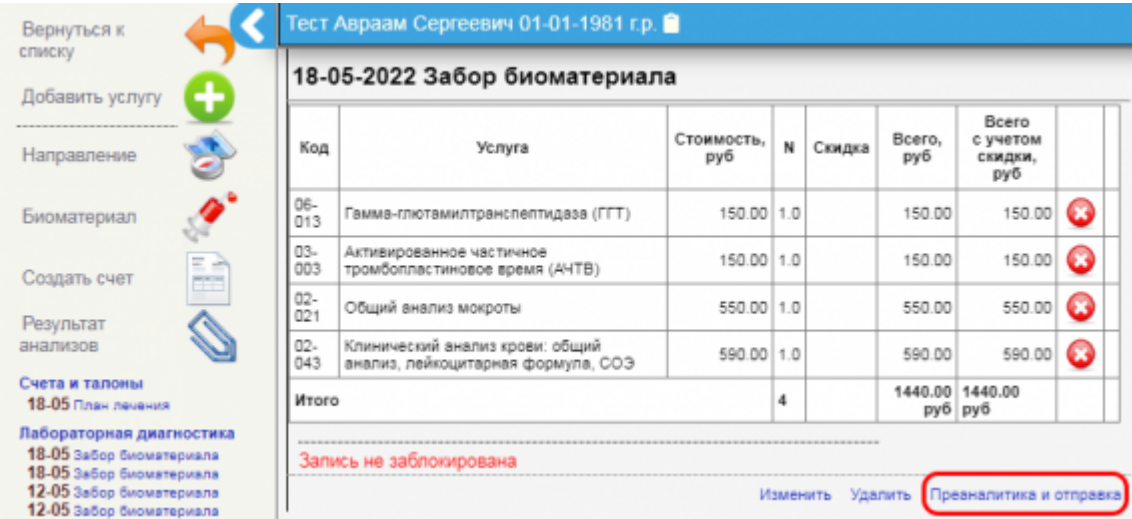 Вернуться к
списку
Добавить услугу
Направление
Биоматериал
Создать счет
Результат
анализов
Счета и талоны
18-05 План лечения
Лабораторная диагностика
18-05 Забор биоматериала
18-05 Забор биоматериала
12-05 Забор биоматериала
12-05 Забор биоматериала
Тест Авраам Сергеевич 01-01-1981 г.р.
18-05-2022 Забор биоматериала
Код Услуга Стоимость, руб N Скидка Всего, руб Всего с учетом скидки, руб
06-013 Гамма-глютамилтранспептидаза (ГГТ) 150.00 1.0 150.00 150.00
03-003 Активированное частичное тромбопластиновое время (АЧТВ) 150.00 1.0 150.00 150.00
02-021 Общий анализ мокроты 550.00 1.0 550.00 550.00
02-043 Клинический анализ крови: общий анализ, лейкоцитарная формула, СОЭ 590.00 1.0 590.00 590.00
Итого 4 1440.00 руб 1440.00 руб
Запись не заблокирована
Изменить Удалить Преаналитика и отправка